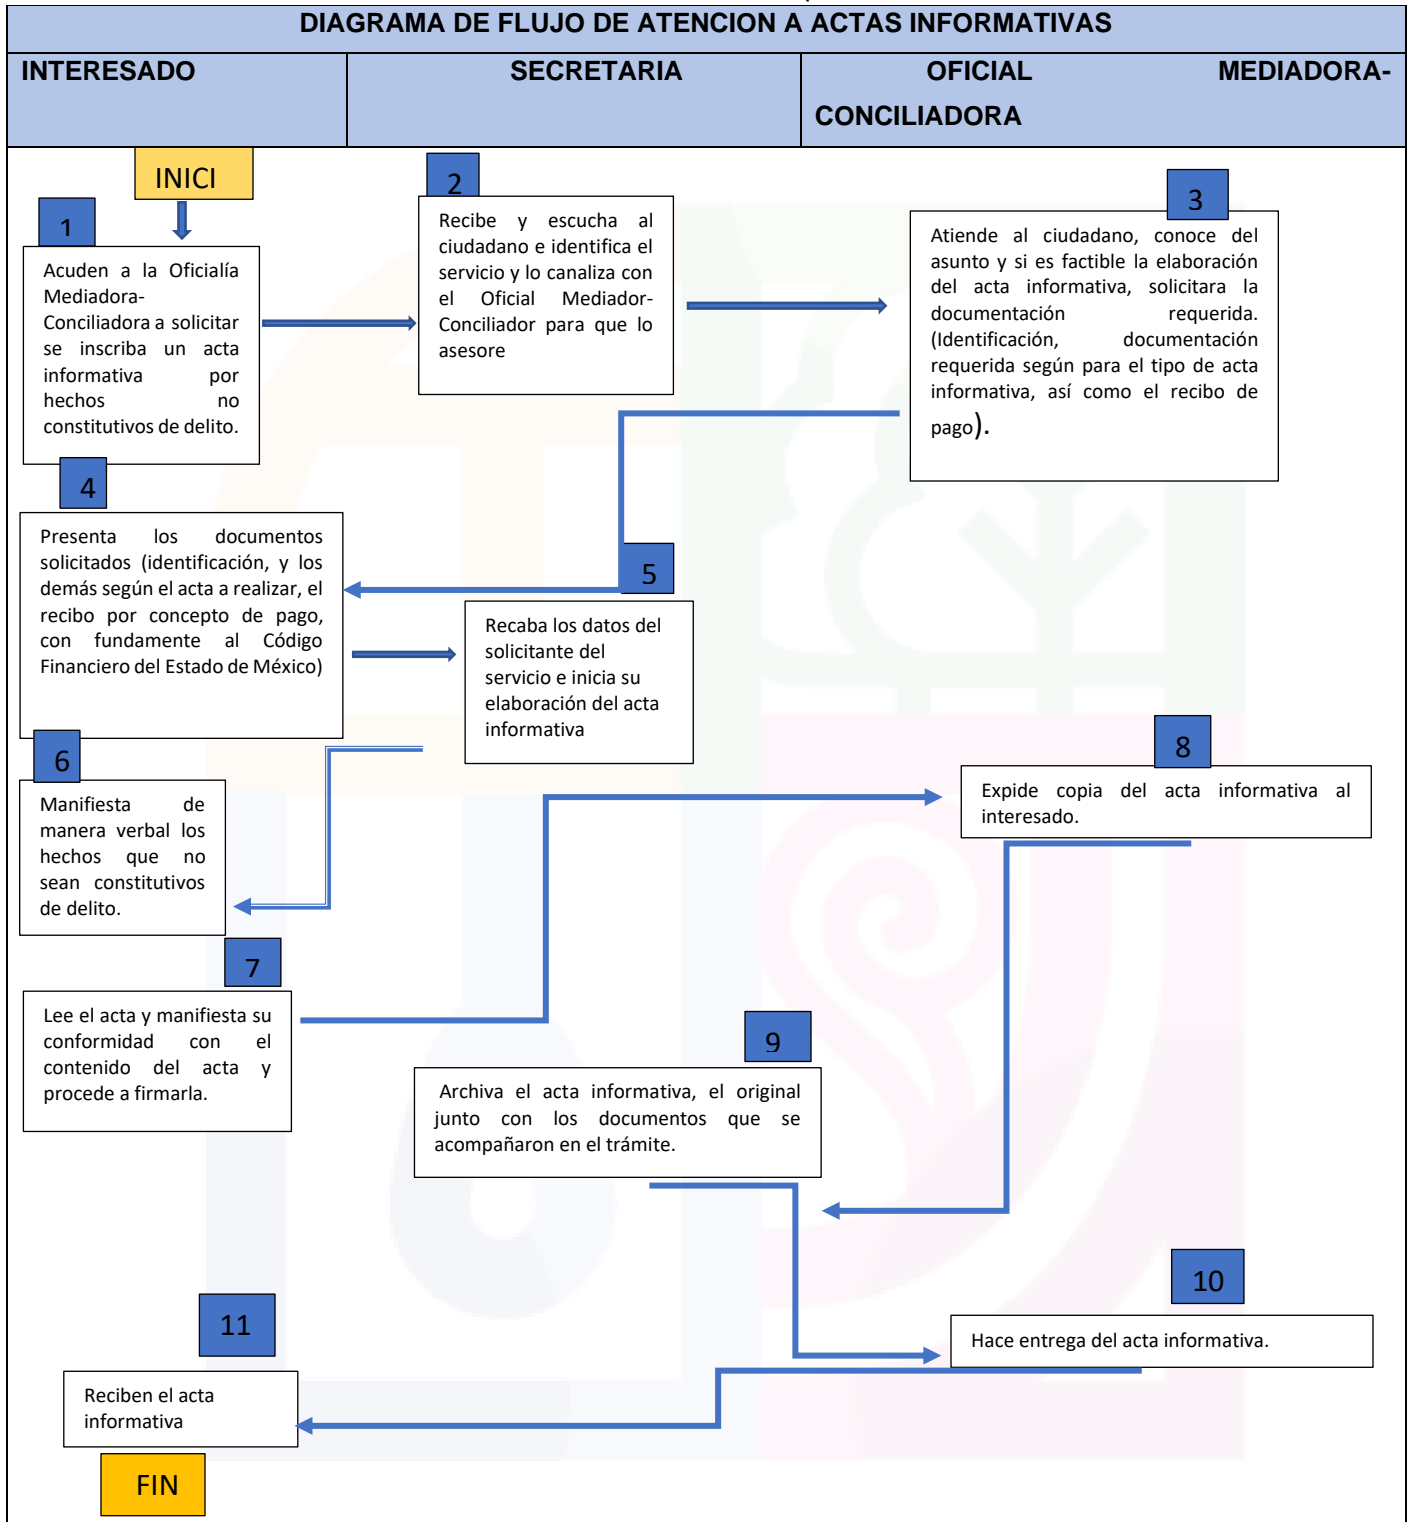 DIAGRAMA DE FLUJO DE ATENCION A ACTAS INFORMATIVAS
INTERESADO
SECRETARIA
OFICIAL MEDIADORA-
CONCILIADORA
INICI
1
Acuden a la Oficialía
Mediadora-
Conciliadora a solicitar
se inscriba un acta
informativa por
hechos no
constitutivos de delito.
2
Recibe y escucha al
ciudadano e identifica el
servicio y lo canaliza con
el Oficial Mediador-
Conciliador para que lo
asesore
3
Atiende al ciudadano, conoce del
asunto y si es factible la elaboración
del acta informativa, solicitara la
documentación requerida.
(Identificación, documentación
requerida según para el tipo de acta
informativa, así como el recibo de
pago).
4
Presenta los documentos
solicitados (identificación, y los
demás según el acta a realizar, el
recibo por concepto de pago,
con fundamente al Código
Financiero del Estado de México)
5
Recaba los datos del
solicitante del
servicio e inicia su
elaboración del acta
informativa
6
Manifiesta de
manera verbal los
hechos que no
sean constitutivos
de delito.
7
Lee el acta y manifiesta su
conformidad con el
contenido del acta y
procede a firmarla.
8
Expide copia del acta informativa al
interesado.
9
Archiva el acta informativa, el original
junto con los documentos que se
acompañaron en el trámite.
10
Hace entrega del acta informativa.
11
Reciben el acta
informativa
FIN